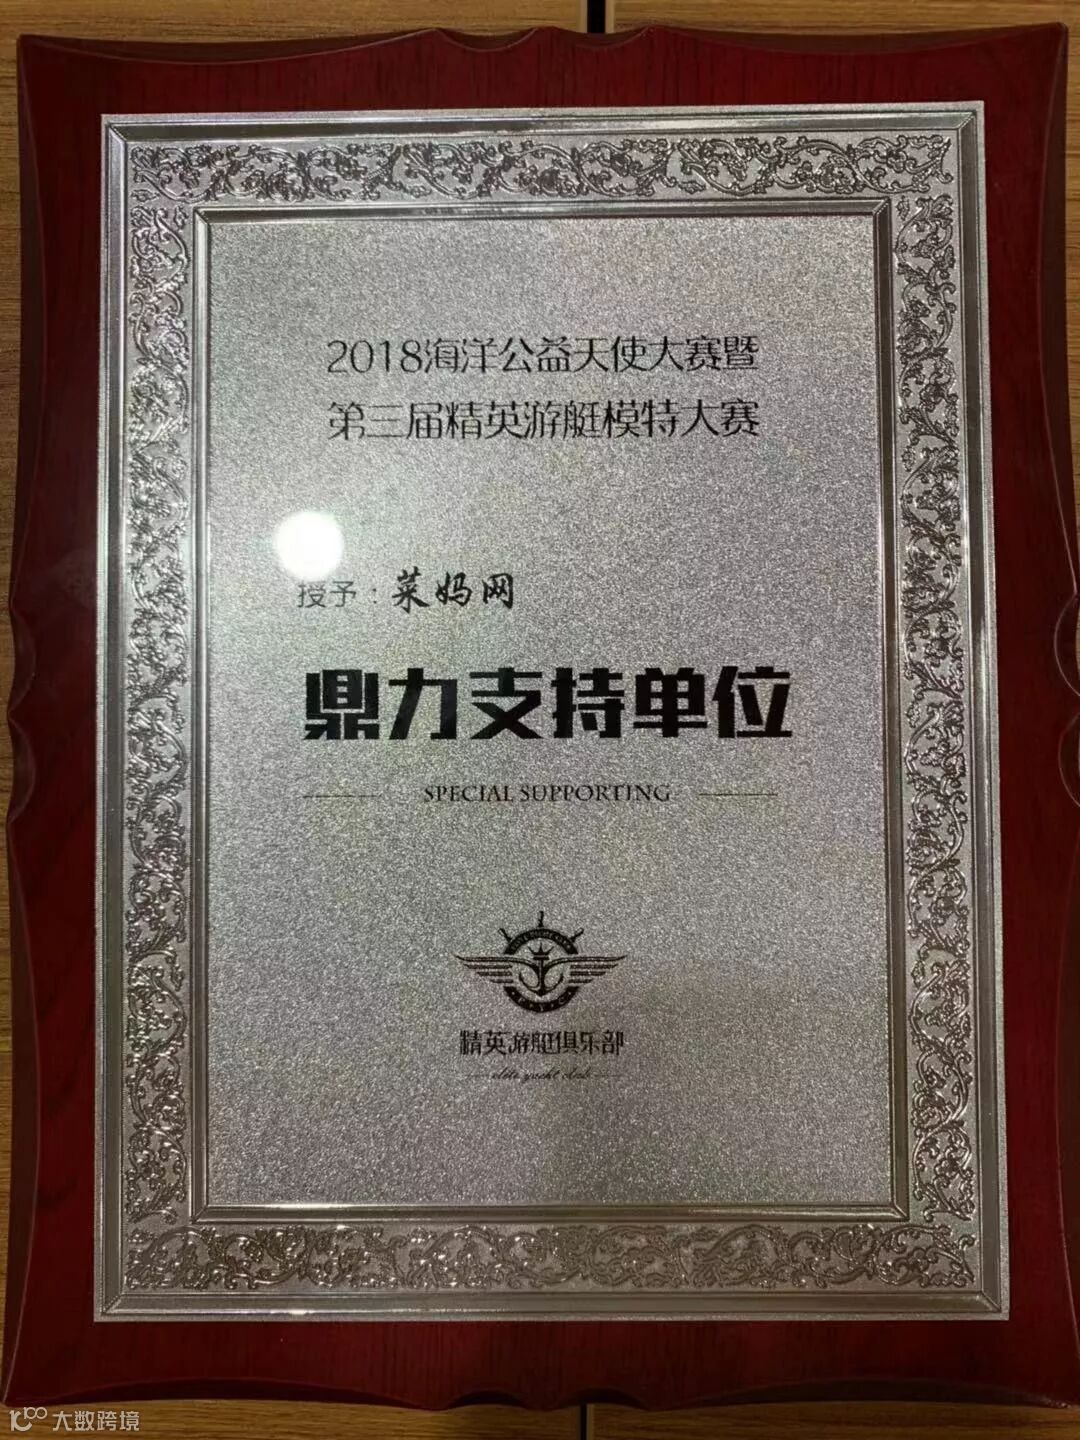 2018海洋公益天使大赛暨
第三届精英游艇模特大赛
授予：菜妈网
鼎力支持单位
SPECIAL SUPPORTING
E.Y.C
精英游艇俱乐部
elite yacht club
大数跨境